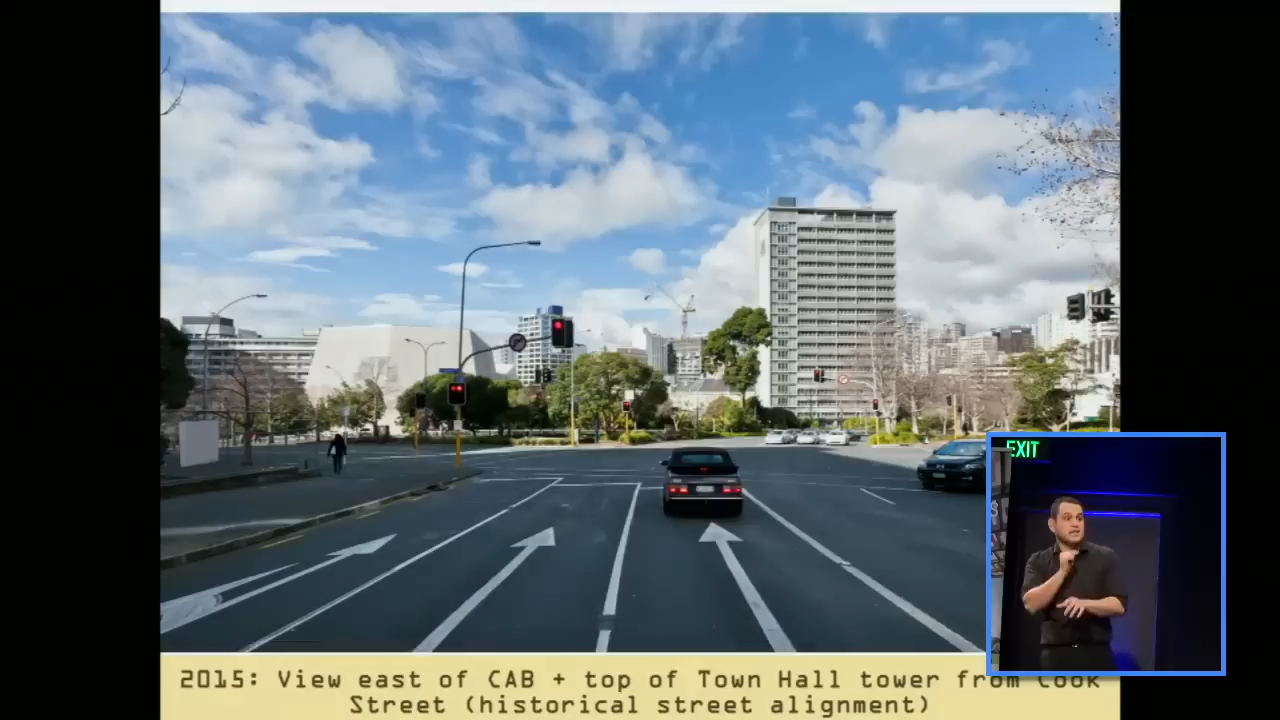 EXIT
2015: View east of CAB + top of Town Hall tower from Cook
Street (historical street alignment)